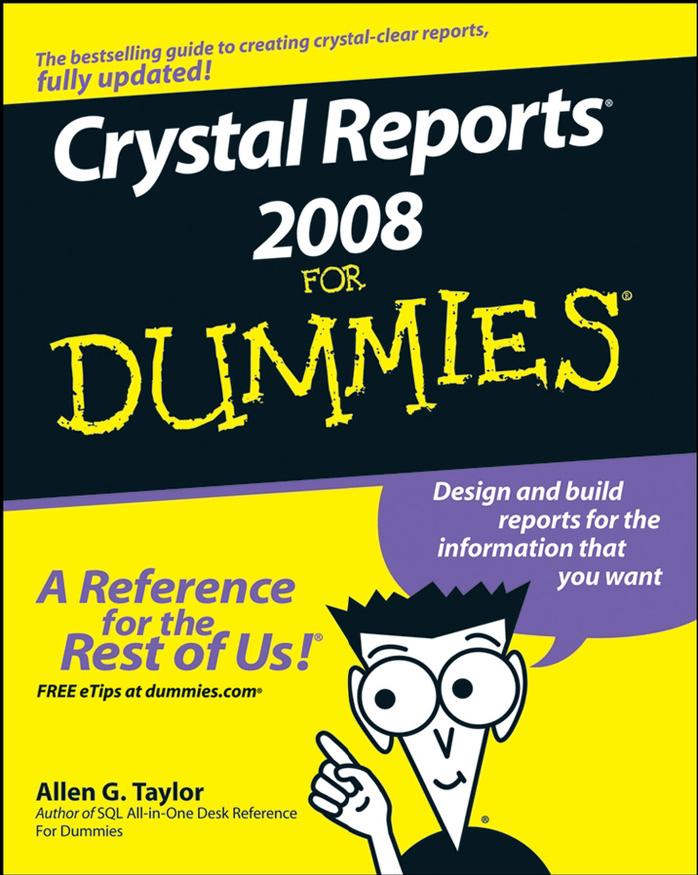 The bestselling guide to creating crystal-clear reports,
fully updated!
Crystal Reports®
2008
FOR
DUMMIES®
Design and build
reports for the
information that
you want
A Reference
for the
Rest of Us!®
FREE eTips at dummies.com®
Allen G. Taylor
Author of SQL All-in-One Desk Reference
For Dummies
®